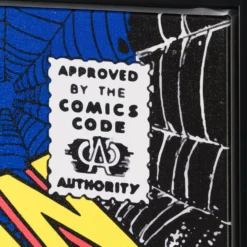 APPROVED
BY THE
COMICS
CODE
CA
AUTHORITY